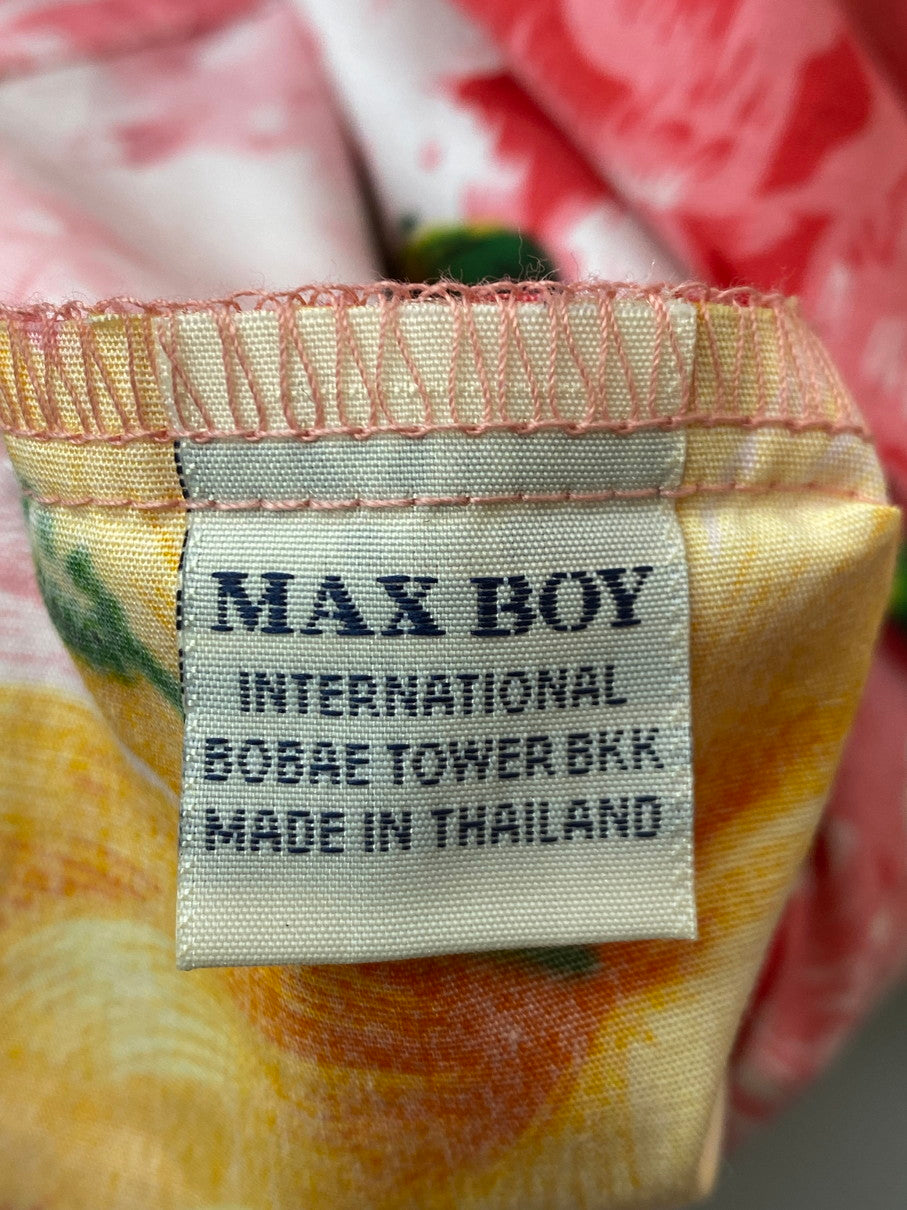 MAX BOY
INTERNATIONAL
BOBAE TOWER BKK
MADE IN THAILAND